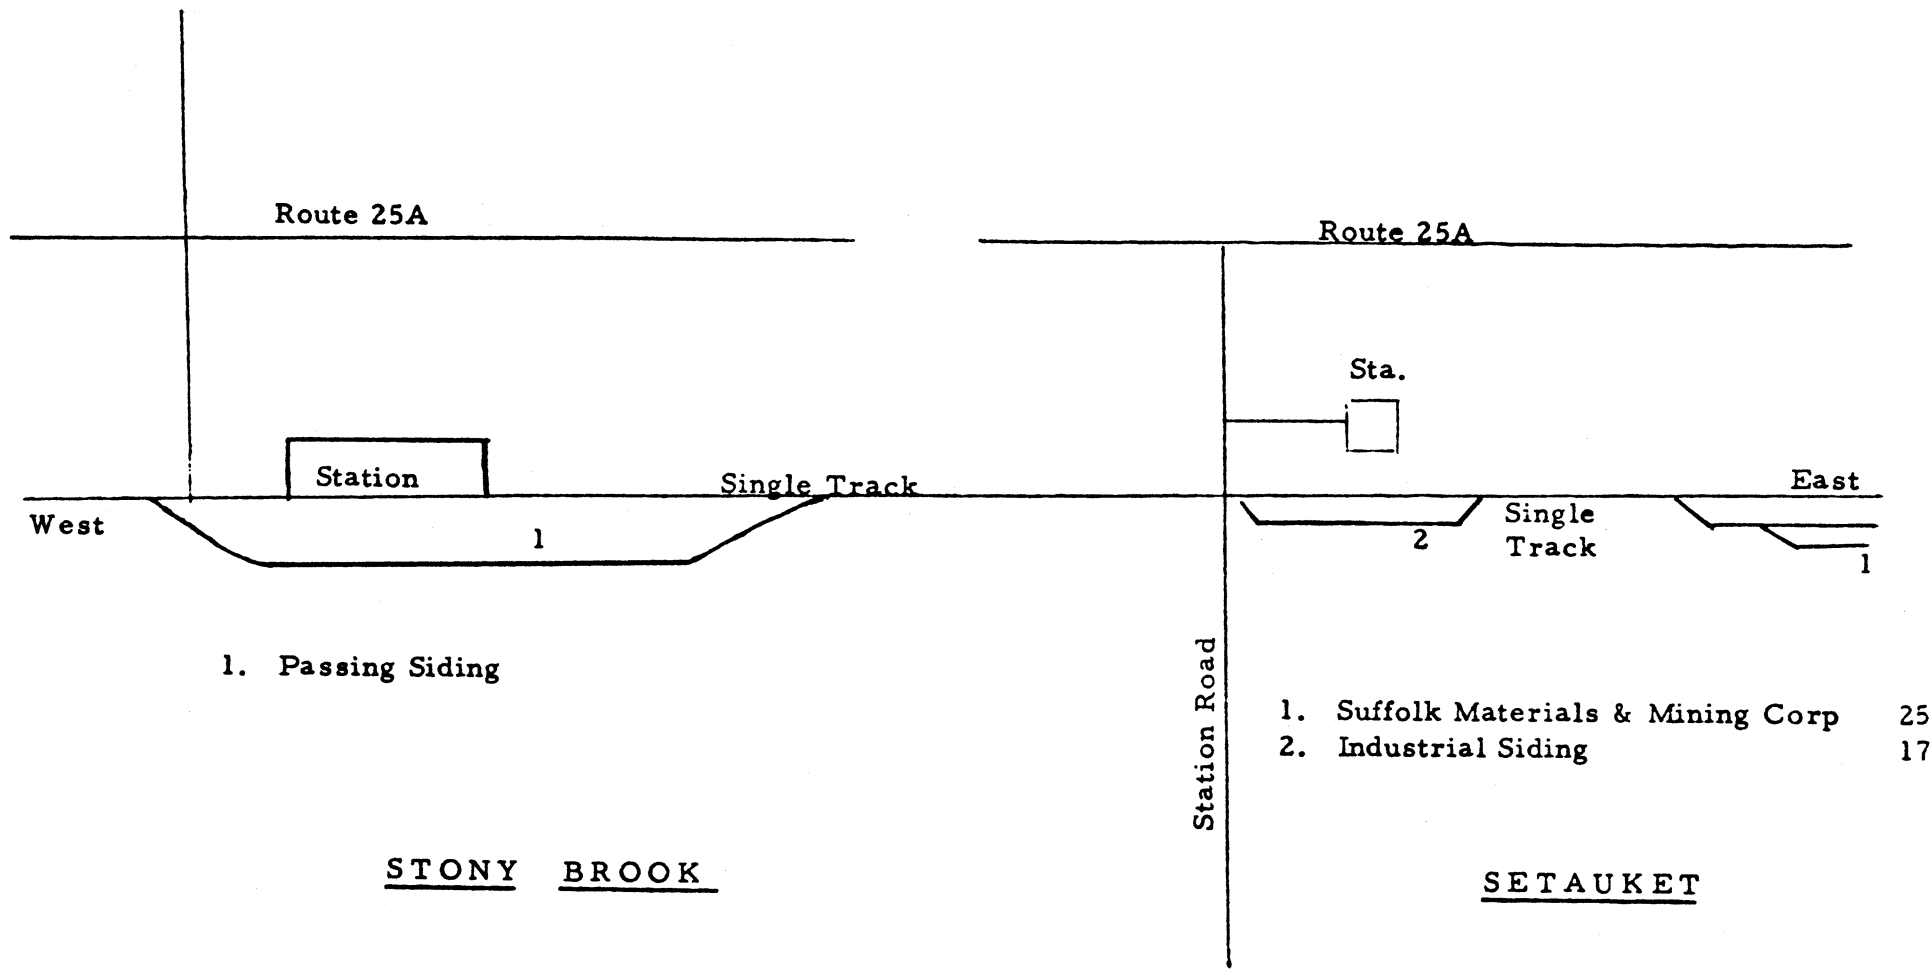 Route 25A
Route 25A
Sta.
Station
Single Track
East
West
1
2
Single
Track
1
1. Passing Siding
Station Road
1. Suffolk Materials & Mining Corp 25
2. Industrial Siding 17
STONY BROOK
SETAUKET